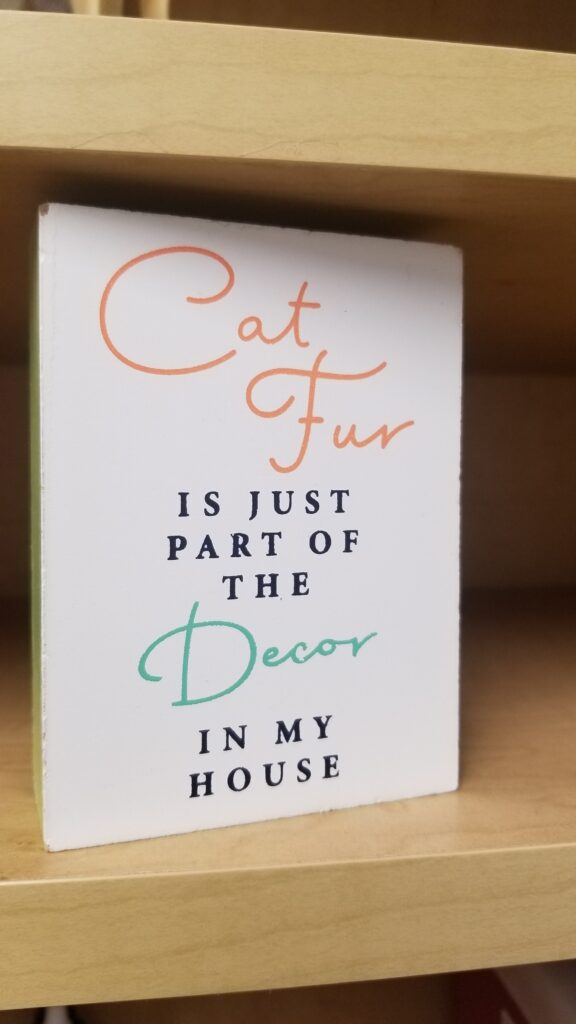 Cat
Fur
IS JUST
PART OF
THE
Decor
IN MY
HOUSE